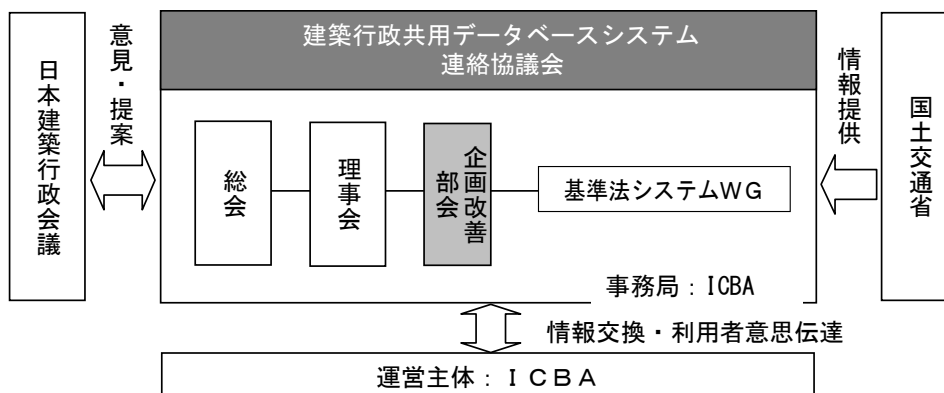 建築行政共用データベースシステム
連絡協議会
日本建築行政会議
意見・提案
総会
理事会
企画改善
部会
基準法システムWG
情報提供
国土交通省
事務局：ICBA
情報交換・利用者意思伝達
運営主体：ＩＣＢＡ